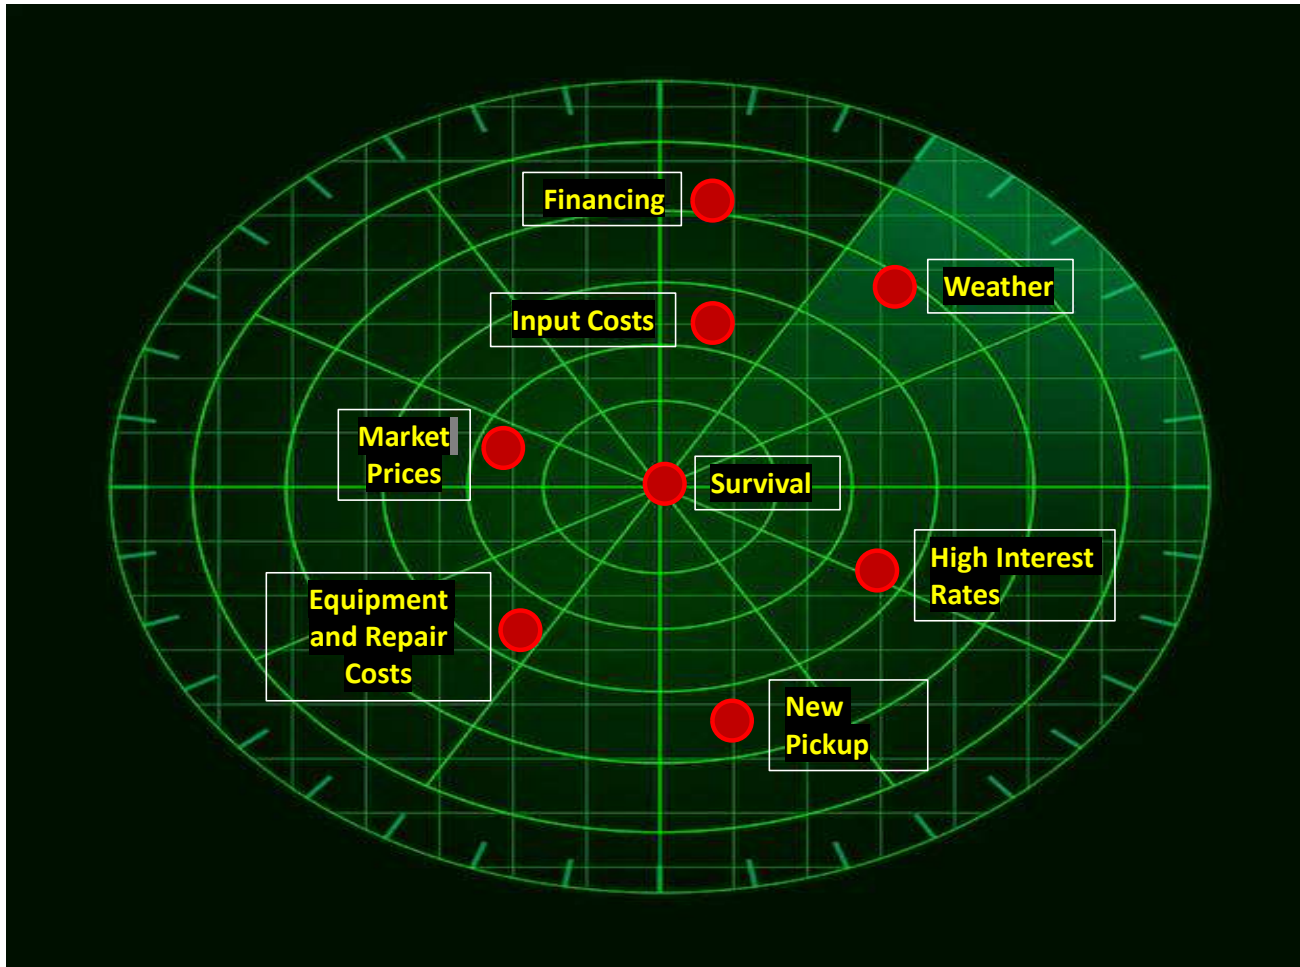 Financing
Weather
Input Costs
Market
Prices
Survival
High Interest
Rates
Equipment
and Repair
Costs
New
Pickup